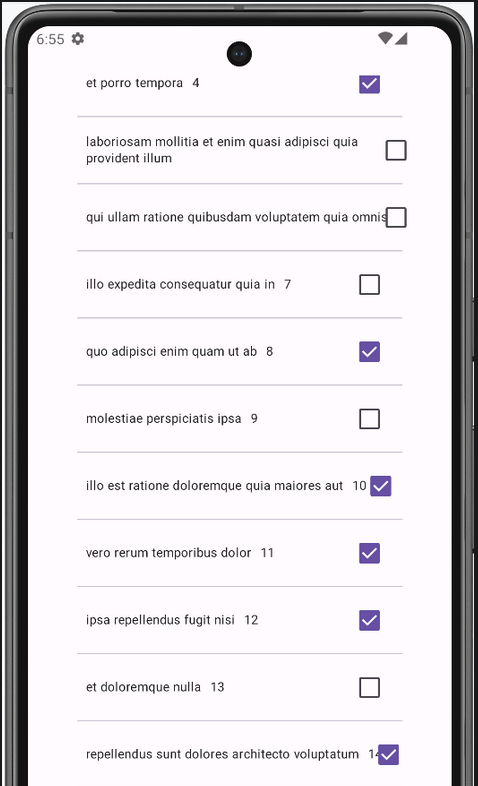 6:55
et porro tempora 4
laboriosam mollitia et enim quasi adipisci quia
provident illum
qui ullam ratione quibusdam voluptatem quia omnis
illo expedita consequatur quia in 7
quo adipisci enim quam ut ab 8
molestiae perspiciatis ipsa 9
illo est ratione doloremque quia maiores aut 10
vero rerum temporibus dolor 11
ipsa repellendus fugit nisi 12
et doloremque nulla 13
repellendus sunt dolores architecto voluptatum